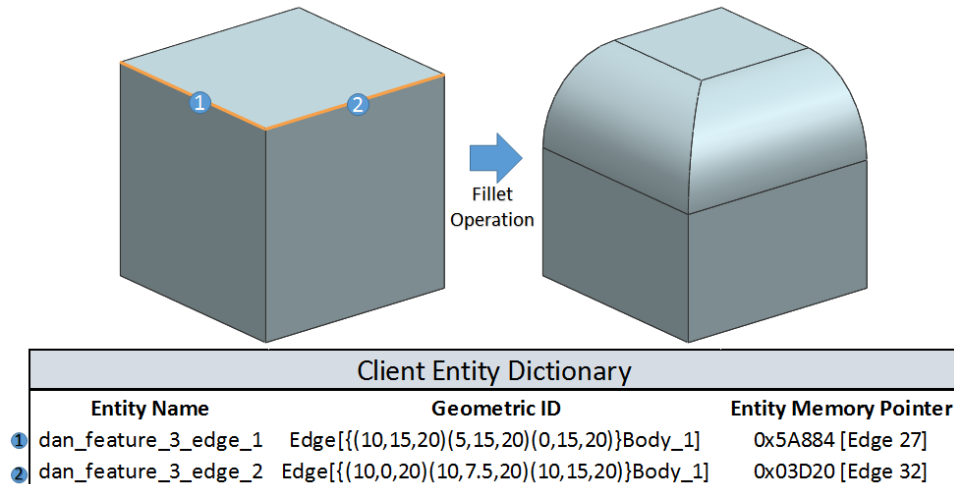 1
2
Fillet
Operation
Client Entity Dictionary
Entity Name Geometric ID Entity Memory Pointer
1 dan_feature_3_edge_1 Edge[{(10,15,20)(5,15,20)(0,15,20)}Body_1] 0x5A884 [Edge 27]
2 dan_feature_3_edge_2 Edge[{(10,0,20)(10,7.5,20)(10,15,20)}Body_1] 0x03D20 [Edge 32]